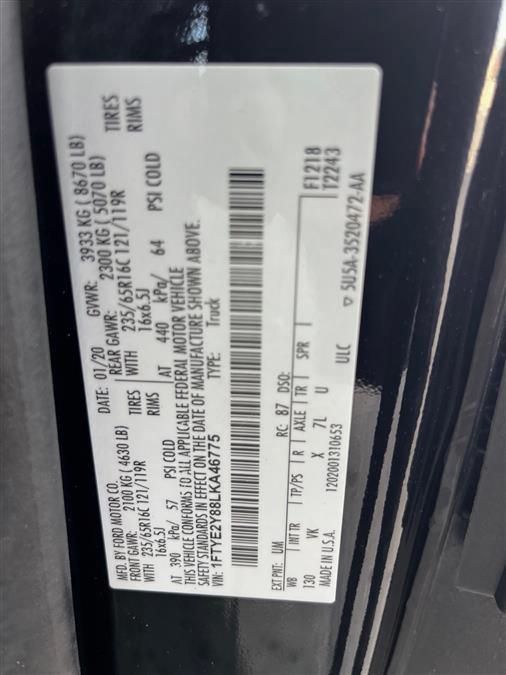 MFD. BY FORD MOTOR CO. DATE: 01/20 GVWR: 3933 KG ( 8670 LB)
FRONT GAWR: 2100 KG (4630 LB) REAR GAWR: 2300 KG (5070 LB)
WITH 235/65R16C 121/119R TIRES WITH 235/65R16C 121/119R TIRES
16x6.5J RIMS 16x6.5J RIMS
AT 390 kPa/ 57 PSI COLD AT 440 kPa/ 64 PSI COLD
THIS VEHICLE CONFORMS TO ALL APPLICABLE FEDERAL MOTOR VEHICLE
SAFETY STANDARDS IN EFFECT ON THE DATE OF MANUFACTURE SHOWN ABOVE.
VIN: 1FTYE2Y88LKA46775 TYPE: Truck
F1218
T2243
EXT PNT: UM RC: 87 DSO:
WB INT TR TP/PS R AXLE TR SPR
130 VK X 7L U
MADE IN U.S.A. 1202001310653 ULC ▽ 5U5A-3520472-AA